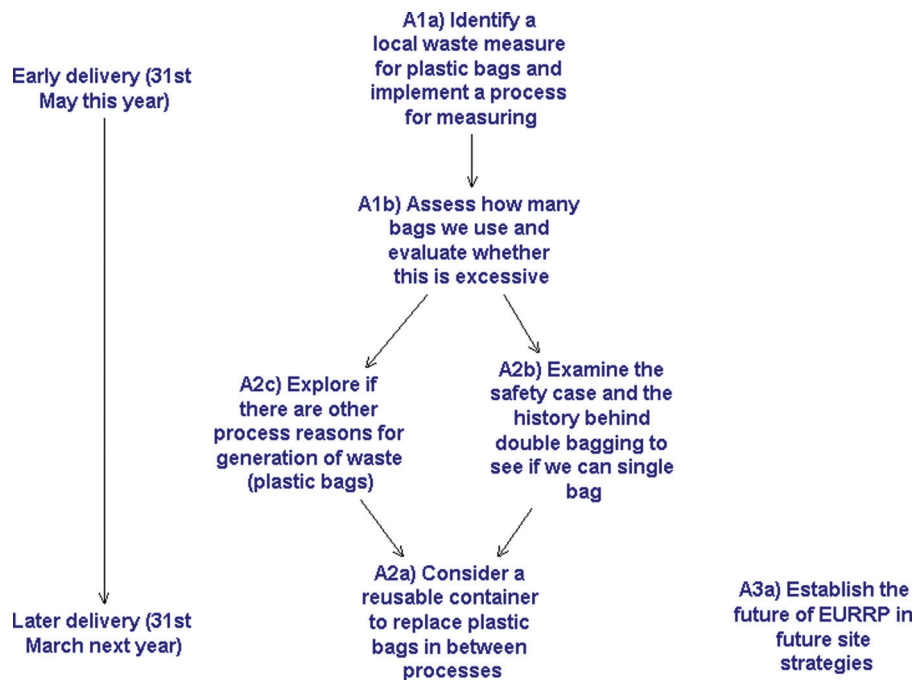 Early delivery (31st
May this year)
A1a) Identify a
local waste measure
for plastic bags and
implement a process
for measuring
A1b) Assess how many
bags we use and
evaluate whether
this is excessive
A2c) Explore if
there are other
process reasons for
generation of waste
(plastic bags)
A2b) Examine the
safety case and the
history behind
double bagging to
see if we can single
bag
Later delivery (31st
March next year)
A2a) Consider a
reusable container
to replace plastic
bags in between
processes
A3a) Establish the
future of EURRP in
future site
strategies